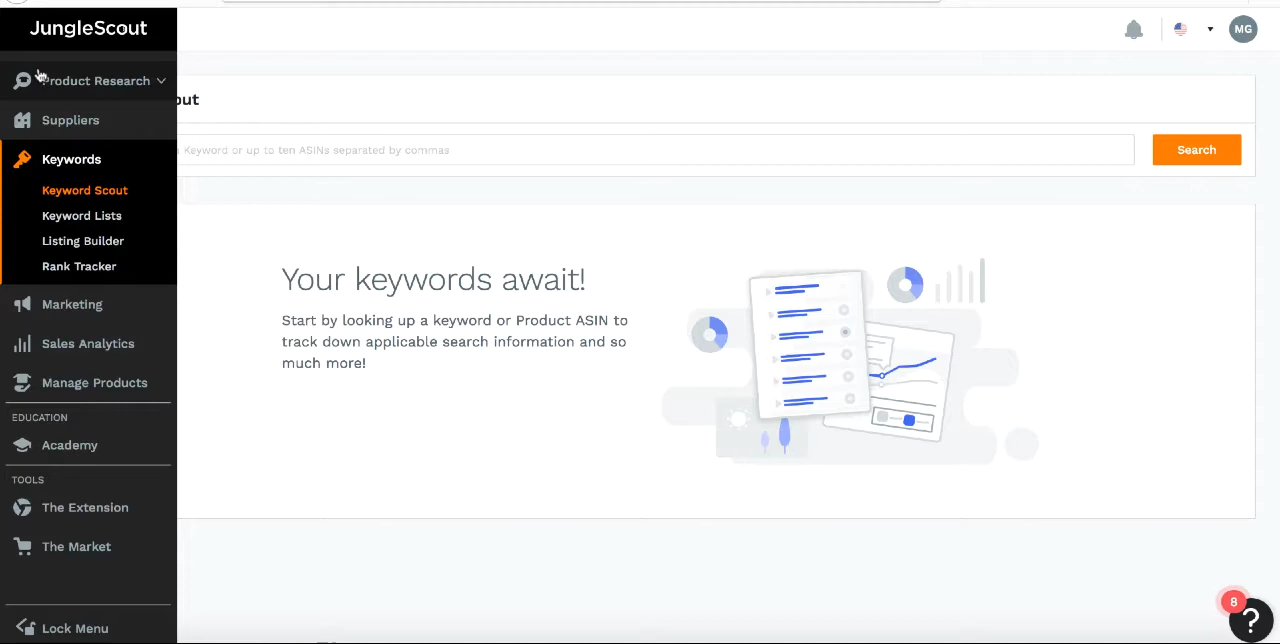 JungleScout
MG
Product Research
Suppliers
Keywords
Keyword Scout
Keyword Lists
Listing Builder
Rank Tracker
Marketing
Sales Analytics
Manage Products
EDUCATION
Academy
TOOLS
The Extension
The Market
Lock Menu
out
Keyword or up to ten ASINs separated by commas
Search
Your keywords await!
Start by looking up a keyword or Product ASIN to
track down applicable search information and so
much more!
8
?